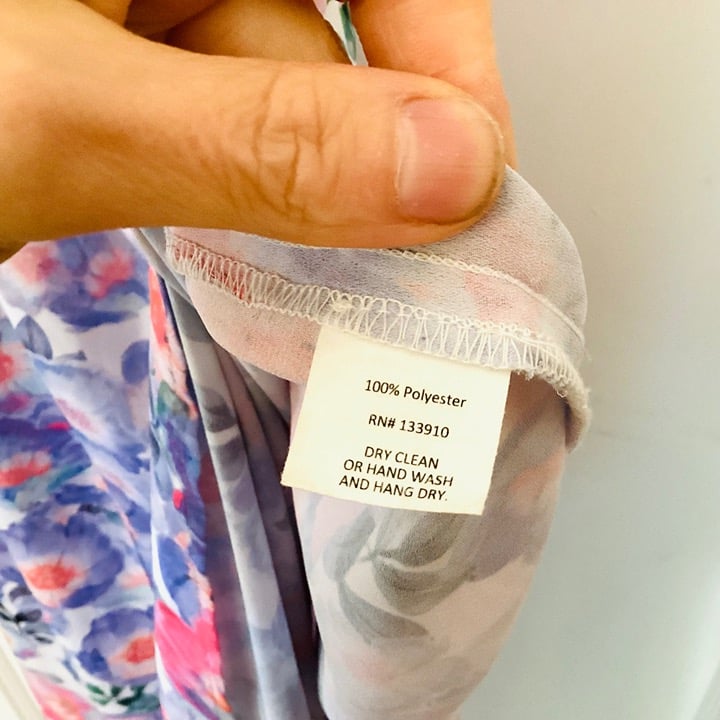 100% Polyester
RN# 133910
DRY CLEAN
OR HAND WASH
AND HANG DRY.